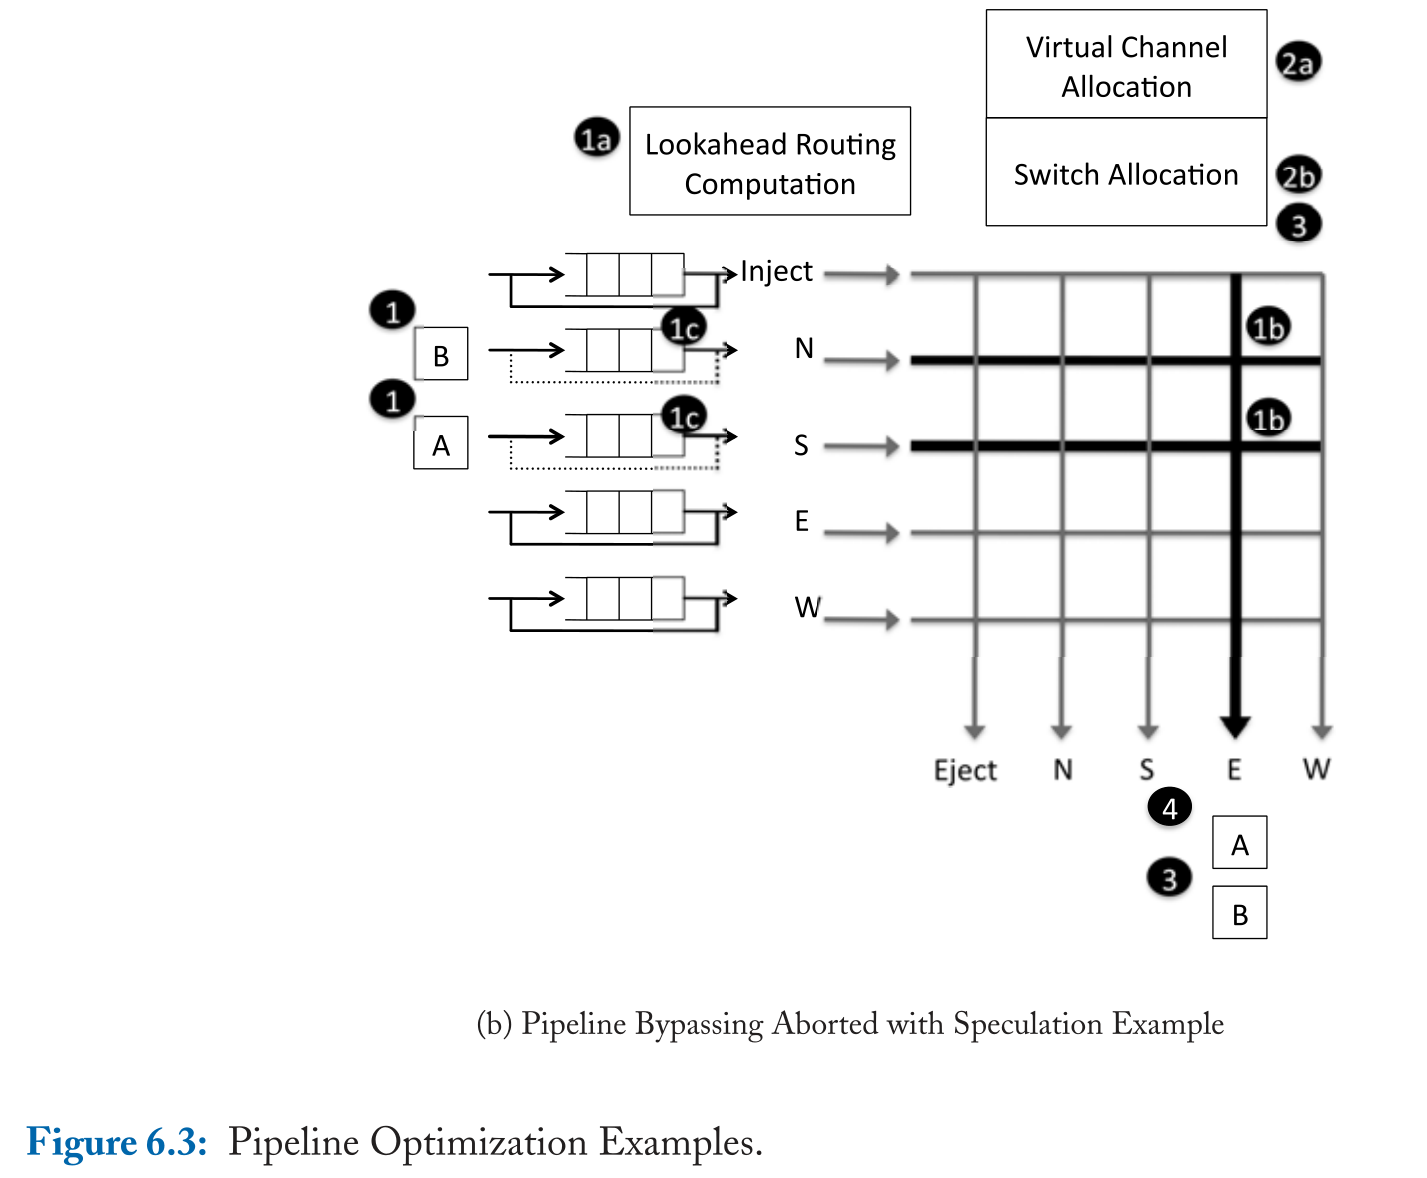 Virtual Channel
Allocation
2a
1a
Lookahead Routing
Computation
Switch Allocation
2b
3
Inject
1
B
1c
N
1b
1
A
1c
S
1b
E
W
Eject
N
S
E
W
4
A
3
B
(b) Pipeline Bypassing Aborted with Speculation Example
Figure 6.3: Pipeline Optimization Examples.